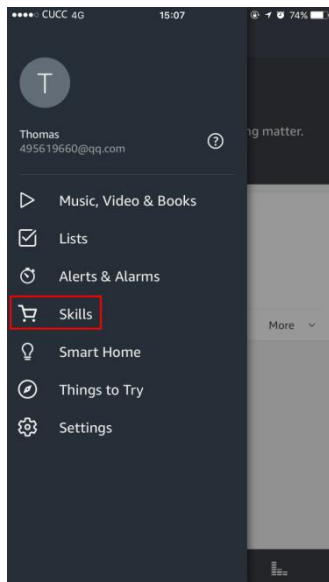 CUCC 4G 15:07 74%
T
Thomas
495619660@qq.com
ng matter.
Music, Video & Books
Lists
Alerts & Alarms
Skills
More
Smart Home
Things to Try
Settings